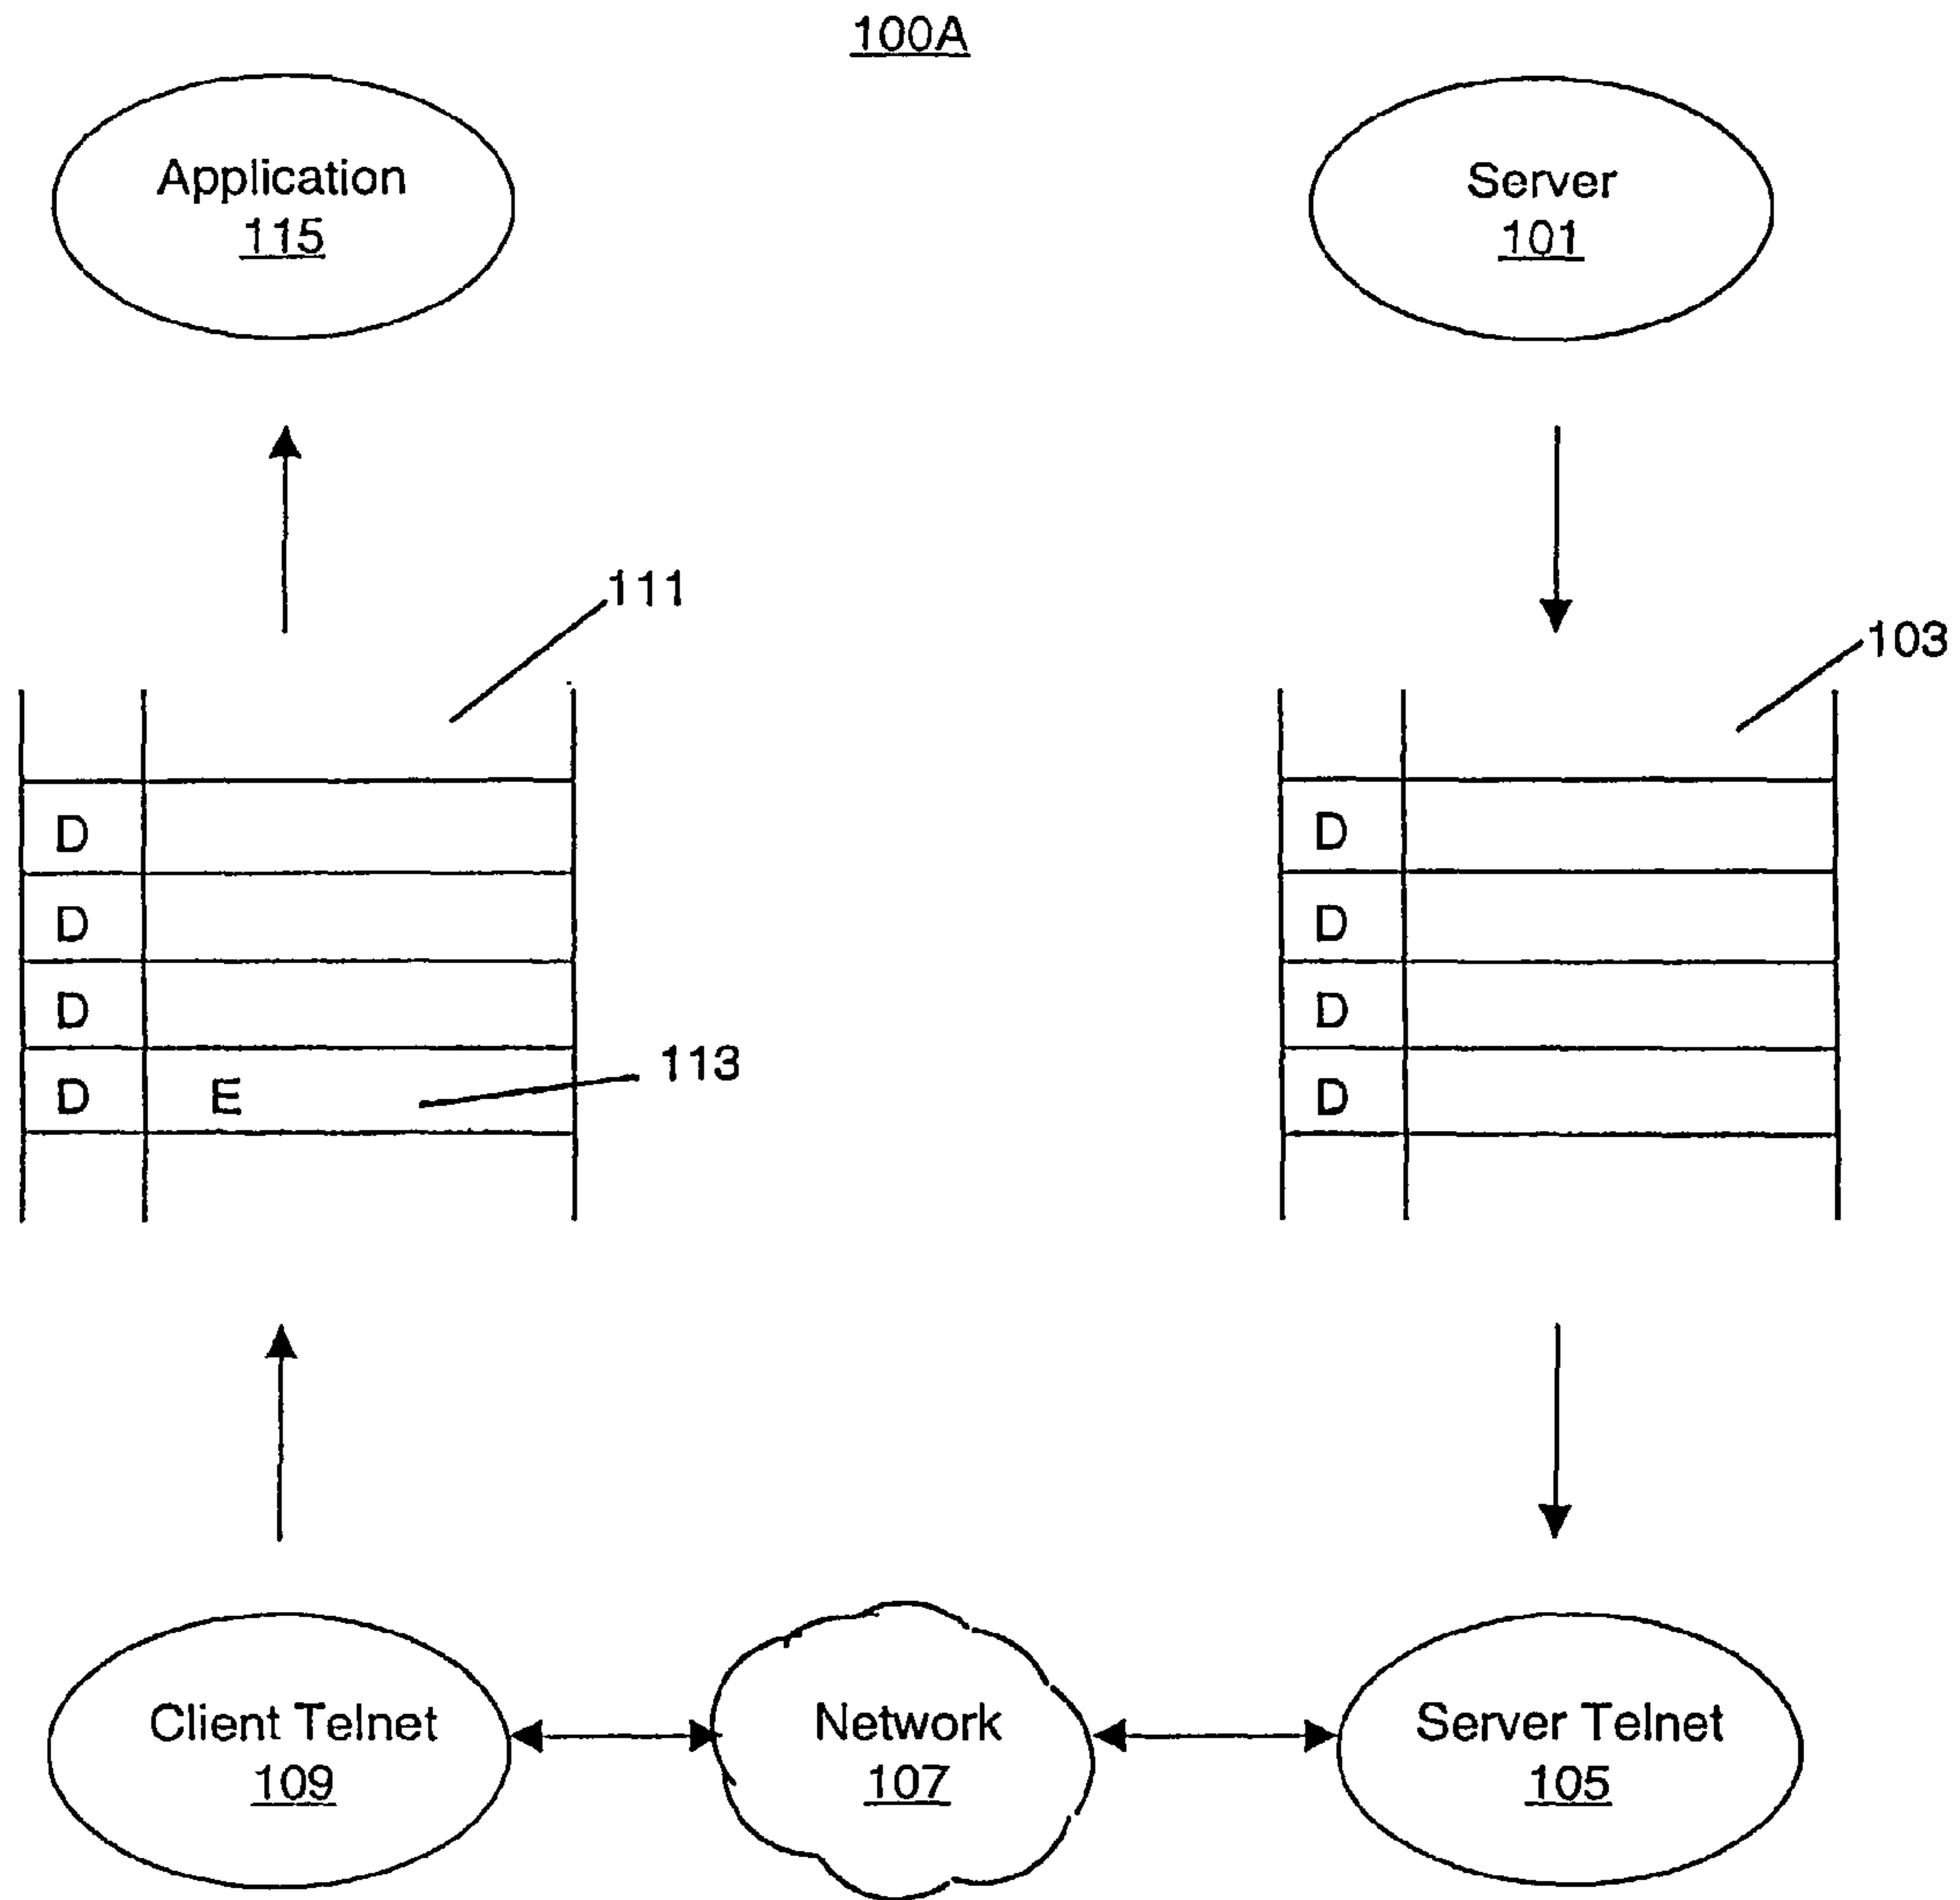 100A
Application
115
Server
101
111
103
D
D
D
D E
113
D
D
D
D
Client Telnet
109
Network
107
Server Telnet
105